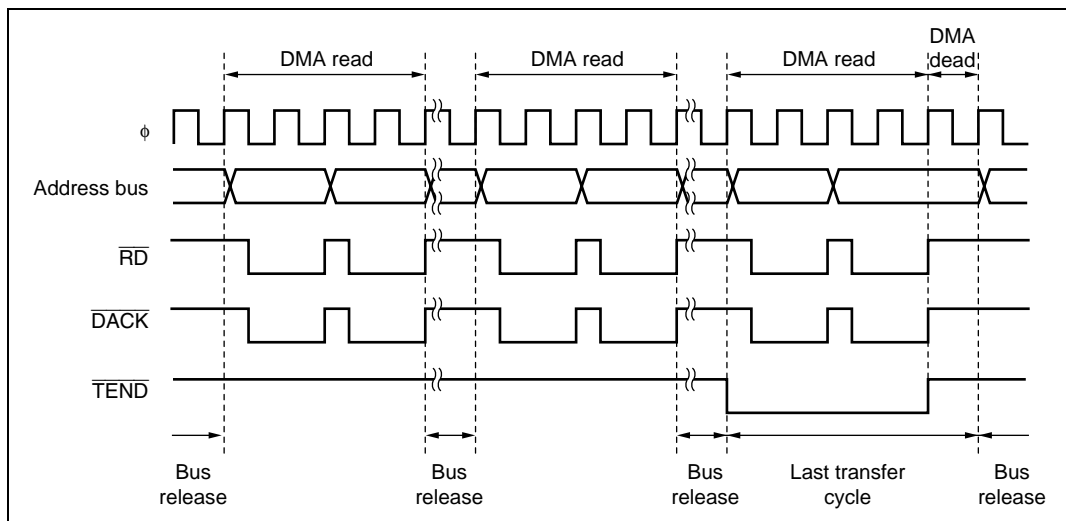 DMA read
DMA read
DMA read
DMA
dead
ϕ
Address bus
RD
DACK
TEND
Bus
release
Bus
release
Bus
release
Last transfer
cycle
Bus
release